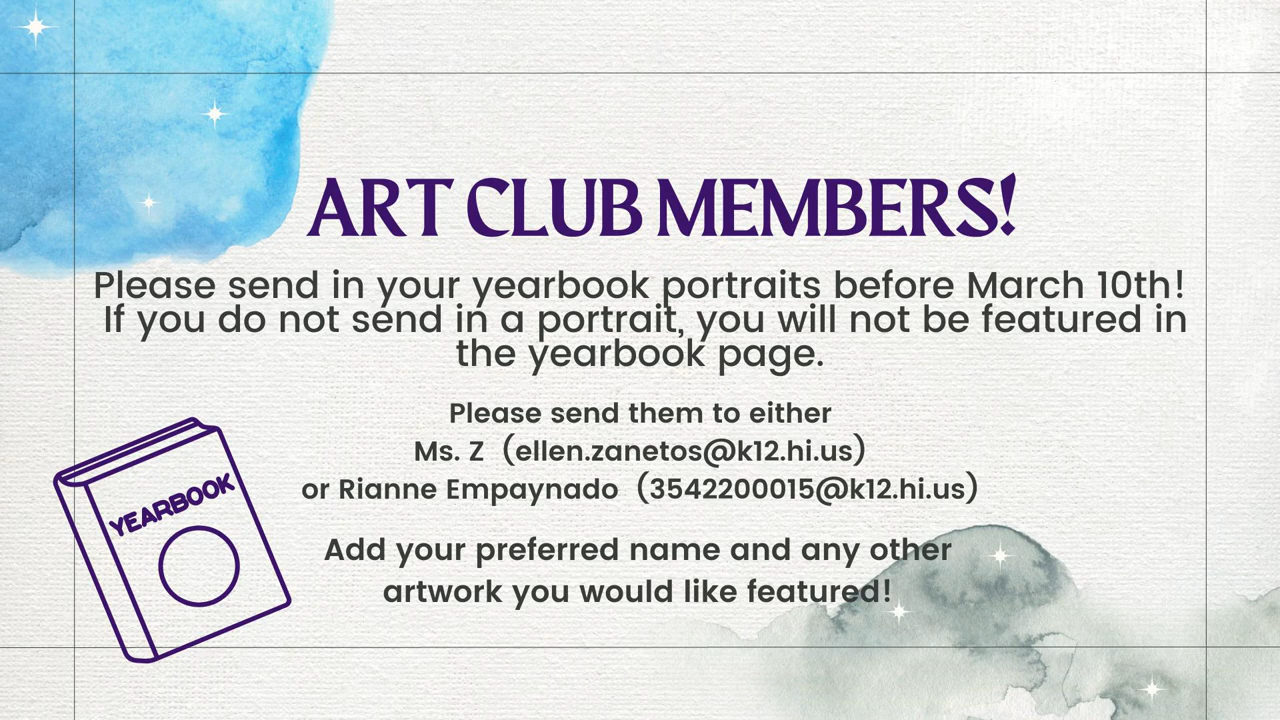 ART CLUB MEMBERS!
Please send in your yearbook portraits before March 10th!
If you do not send in a portrait, you will not be featured in
the yearbook page.
Please send them to either
Ms. Z (ellen.zanetos@k12.hi.us)
or Rianne Empaynado (3542200015@k12.hi.us)
YEARBOOK
Add your preferred name and any other
artwork you would like featured!